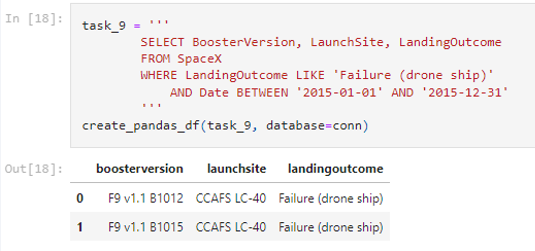 In [18]:
task_9 = '''
SELECT BoosterVersion, LaunchSite, LandingOutcome
FROM SpaceX
WHERE LandingOutcome LIKE 'Failure (drone ship)'
AND Date BETWEEN '2015-01-01' AND '2015-12-31'
'''
create_pandas_df(task_9, database=conn)
Out[18]:
boosterversion launchsite landingoutcome
0 F9 v1.1 B1012 CCAFS LC-40 Failure (drone ship)
1 F9 v1.1 B1015 CCAFS LC-40 Failure (drone ship)